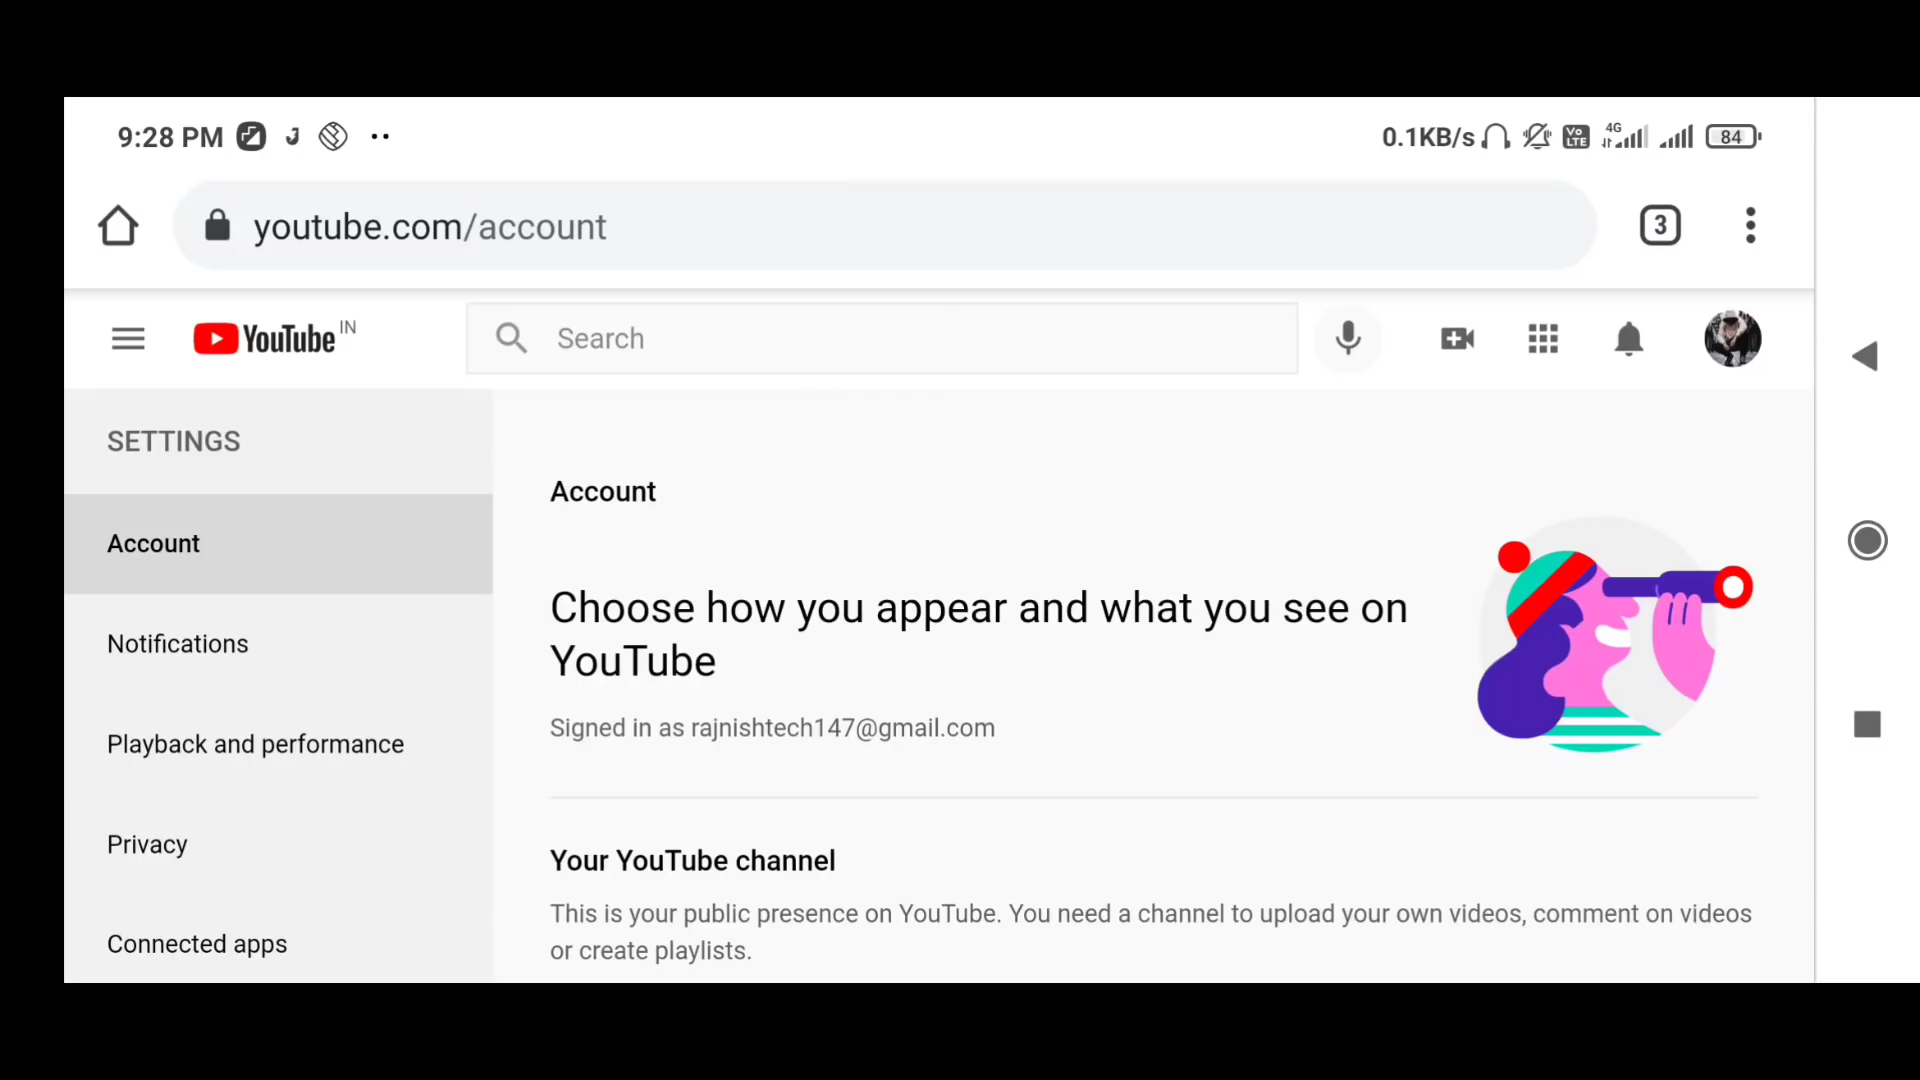 9:28 PM
0.1KB/s
Vo LTE
4G
84
youtube.com/account
3
YouTube IN
Search
SETTINGS
Account
Notifications
Playback and performance
Privacy
Connected apps
Account
Choose how you appear and what you see on
YouTube
Signed in as rajnishtech147@gmail.com
Your YouTube channel
This is your public presence on YouTube. You need a channel to upload your own videos, comment on videos
or create playlists.